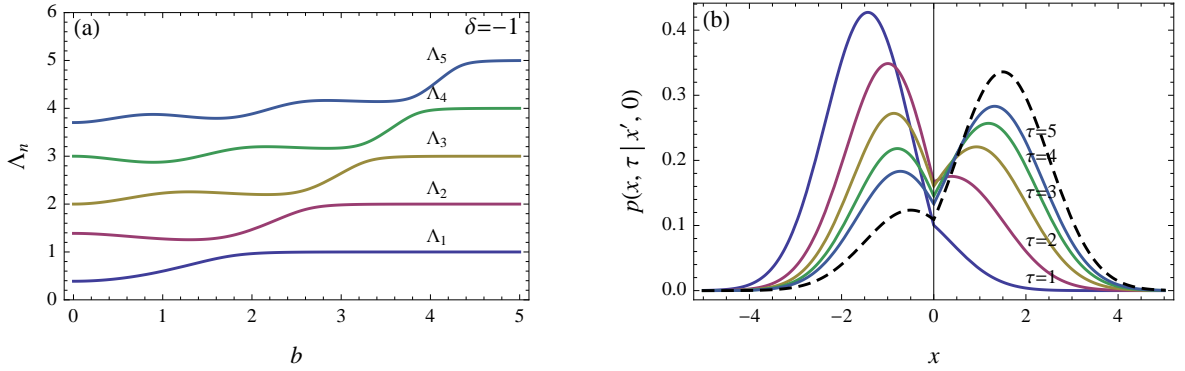 (a)
δ=−1
6
5
4
3
2
1
0
Λ₅
Λ₄
Λ₃
Λ₂
Λ₁
Λₙ
0 1 2 3 4 5
b
(b)
0.4
0.3
0.2
0.1
0.0
p(x, τ | x′, 0)
τ=5
τ=4
τ=3
τ=2
τ=1
−4 −2 0 2 4
x